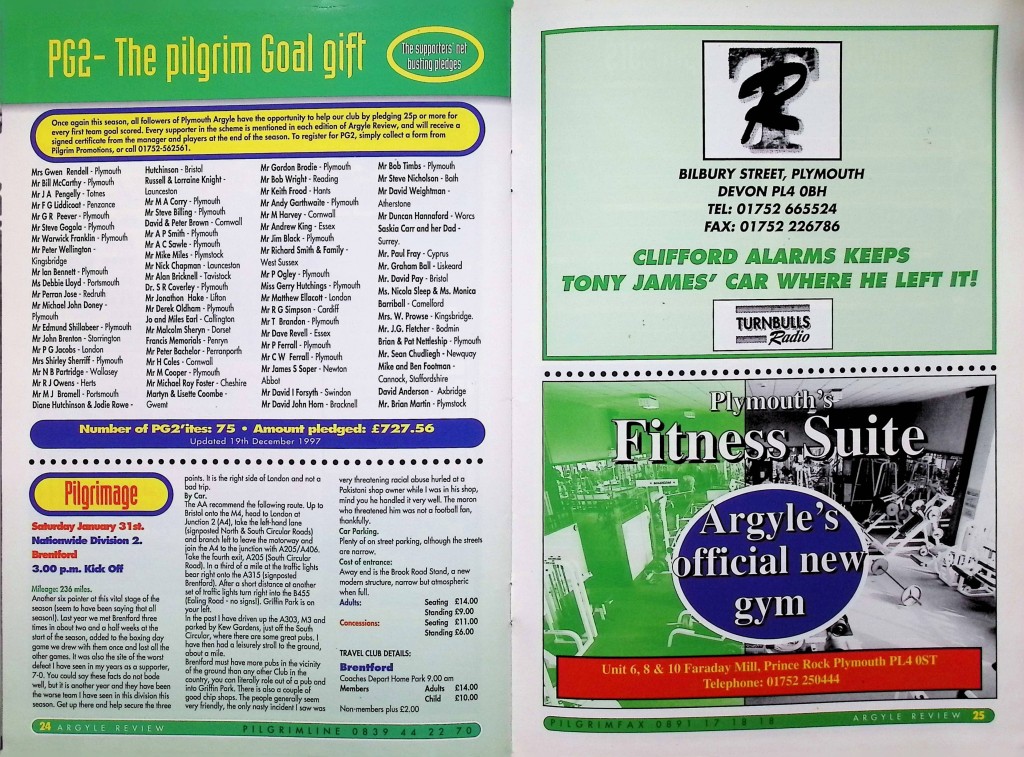 PG2- The pilgrim Goal gift
The supporters' net
busting pledges
Once again this season, all followers of Plymouth Argyle have the opportunity to help our club by pledging 25p or more for
every first team goal scored. Every supporter in the scheme is mentioned in each edition of Argyle Review, and will receive a
signed certificate from the manager and players at the end of the season. To register for PG2, simply collect a form from
Pilgrim Promotions, or call 01752-562561.
Mrs Gwen Rendell - Plymouth
Mr Bill McCarthy - Plymouth
Mr J A Pengelly - Totnes
Mr F G Liddicoat - Penzance
Mr G R Peever - Plymouth
Mr Steve Gogala - Plymouth
Mr Warwick Franklin - Plymouth
Mr Peter Wellington -
Kingsbridge
Mr Ian Bennett - Plymouth
Ms Debbie Lloyd - Portsmouth
Mr Perran Jose - Redruth
Mr Michael John Doney -
Plymouth
Mr Edmund Shillabeer - Plymouth
Mr John Brenton - Storrington
Mr P G Jacobs - London
Mrs Shirley Sherriff - Plymouth
Mr N B Partridge - Wallasey
Mr R J Owens - Herts
Mr M J Bromell - Portsmouth
Diane Hutchinson & Jodie Rowe -
Hutchinson - Bristol
Russell & Lorraine Knight -
Launceston
Mr M A Corry - Plymouth
Mr Steve Billing - Plymouth
David & Peter Brown - Cornwall
Mr A P Smith - Plymouth
Mr A C Sawle - Plymouth
Mr Mike Miles - Plymstock
Mr Nick Chapman - Launceston
Mr Alan Bricknell - Tavistock
Dr. S R Coverley - Plymouth
Mr Jonathon Hake - Lifton
Mr Derek Oldham - Plymouth
Jo and Miles Earl - Callington
Mr Malcolm Sheryn - Dorset
Francis Memorials - Penryn
Mr Peter Bachelor - Perranporth
Mr H Coles - Cornwall
Mr M Cooper - Plymouth
Mr Michael Ray Foster - Cheshire
Martyn & Lisette Coombe -
Gwent
Mr Gordon Brodie - Plymouth
Mr Bob Wright - Reading
Mr Keith Frood - Hants
Mr Andy Garthwaite - Plymouth
Mr M Harvey - Cornwall
Mr Andrew King - Essex
Mr Jim Black - Plymouth
Mr Richard Smith & Family -
West Sussex
Mr P Ogley - Plymouth
Miss Gerry Hutchings - Plymouth
Mr Matthew Ellacott - London
Mr R G Simpson - Cardiff
Mr T Brandon - Plymouth
Mr Dave Revell - Essex
Mr P Ferrall - Plymouth
Mr C W Ferrall - Plymouth
Mr James S Soper - Newton
Abbot
Mr David I Forsyth - Swindon
Mr David John Horn - Bracknell
Mr Bob Timbs - Plymouth
Mr Steve Nicholson - Bath
Mr David Weightman -
Atherstone
Mr Duncan Hannaford - Worcs
Saskia Carr and her Dad -
Surrey.
Mr. Paul Fray - Cyprus
Mr. Graham Ball - Liskeard
Mr. David Pay - Bristol
Ms. Nicola Sleep & Ms. Monica
Barriball - Camelford
Mrs. W. Prowse - Kingsbridge.
Mr. J.G. Fletcher - Bodmin
Brian & Pat Nettleship - Plymouth
Mr. Sean Chudliegh - Newquay
Mike and Ben Footman -
Cannock, Staffordshire
David Anderson - Axbridge
Mr. Brian Martin - Plymstock
Number of PG2'ites: 75 • Amount pledged: £727.56
Updated 19th December 1997
Pilgrimage
Saturday January 31st.
Nationwide Division 2.
Brentford
3.00 p.m. Kick Off
Mileage: 236 miles.
Another six pointer at this vital stage of the
season (seem to have been saying that all
season!). Last year we met Brentford three
times in about two and a half weeks at the
start of the season, added to the boxing day
game we drew with them once and lost all the
other games. It was also the site of the worst
defeat I have seen in my years as a supporter,
7-0. You could say these facts do not bode
well, but it is another year and they have been
the warse team I have seen in this division this
season. Get up there and help secure the three
points. It is the right side of London and not a
bad trip.
By Car.
The AA recommend the following route. Up to
Bristol onto the M4, head to London at
Junction 2 (A4), take the left-hand lane
(signposted North & South Circular Roads)
and branch left to leave the motorway and
join the A4 to the junction with A205/A406.
Take the fourth exit, A205 (South Circular
Road). In a third of a mile at the traffic lights
bear right onto the A315 (signposted
Brentford). After a short distance at another
set of traffic lights turn right into the B455
(Ealing Road - no signs!). Griffin Park is on
your left.
In the post I have driven up the A303, M3 and
parked by Kew Gardens, just off the South
Circular, where there are some great pubs. I
have then had a leisurely stroll to the ground,
about a mile.
Brentford must have more pubs in the vicinity
of the ground than any other Club in the
country, you can literally role out of a pub and
into Griffin Park. There is also a couple of
good chip shops. The people generally seem
very friendly, the only nasty incident I saw was
very threatening racial abuse hurled at a
Pakistoni shop owner while I was in his shop,
mind you he handled it very well. The maron
who threatened him was not a football fan,
thankfully.
Car Parking.
Plenty of on street parking, although the streets
are narrow.
Cost of entrance:
Away end is the Brook Road Stand, a new
modern structure, narrow but atmospheric
when full.
Adults: Seating £14.00
Standing £9.00
Concessions: Seating £11.00
Standing £6.00
TRAVEL CLUB DETAILS:
Brentford
Coaches Depart Home Park 9.00 am
Members Adults £14.00
Child £10.00
Non-members plus £2.00
24 ARGYLE REVIEW
PILGRIMLINE 0839 44 22 70
TR
BILBURY STREET, PLYMOUTH
DEVON PL4 0BH
TEL: 01752 665524
FAX: 01752 226786
CLIFFORD ALARMS KEEPS
TONY JAMES' CAR WHERE HE LEFT IT!
TURNBULLS
Radio
Plymouth's
Fitness Suite
Argyle's
official new
gym
Unit 6, 8 & 10 Faraday Mill, Prince Rock Plymouth PL4 0ST
Telephone: 01752 250444
PILGRIMFAX 0891 17 18 18
ARGYLE REVIEW 25